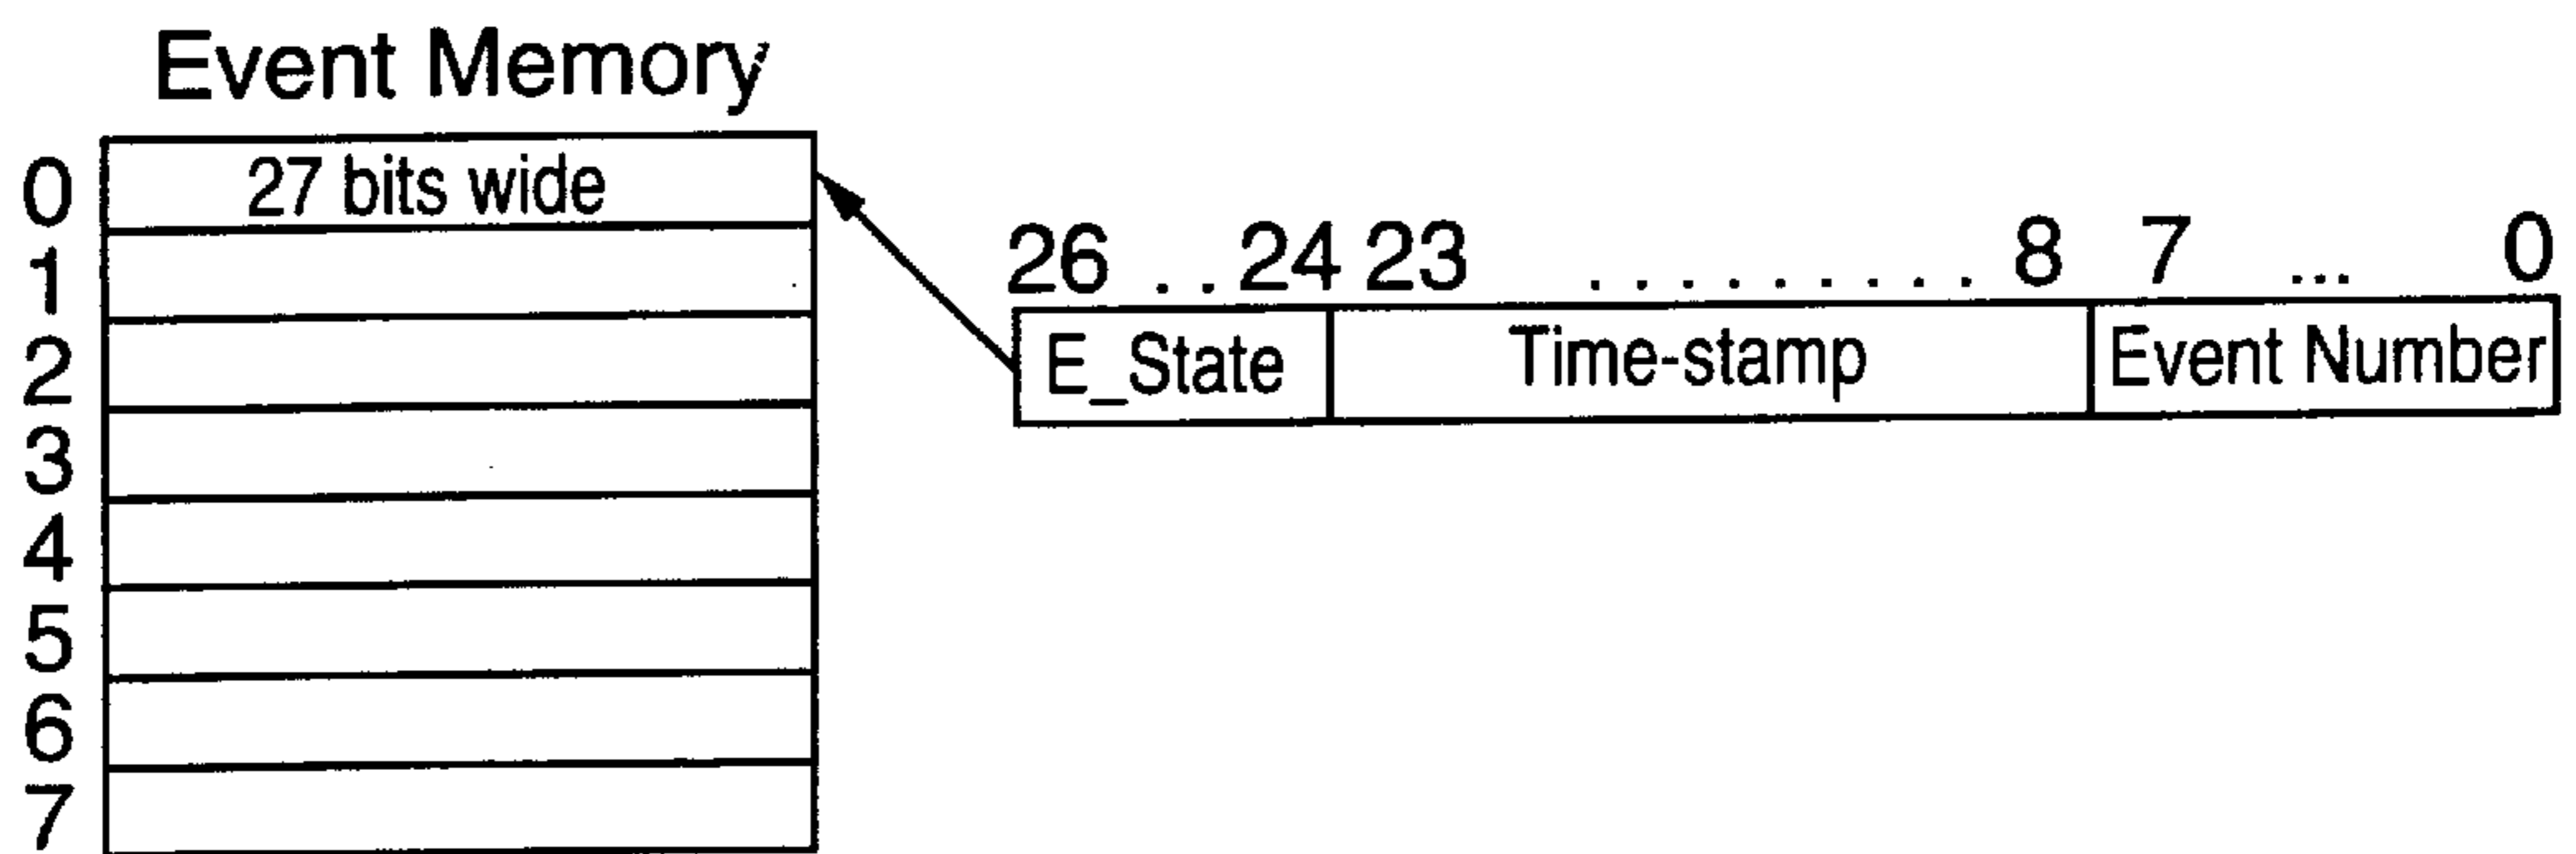 Event Memory
0 27 bits wide
1
2
3
4
5
6
7
26 .. 24 23 ......... 8 7 ... 0
E_State Time-stamp Event Number